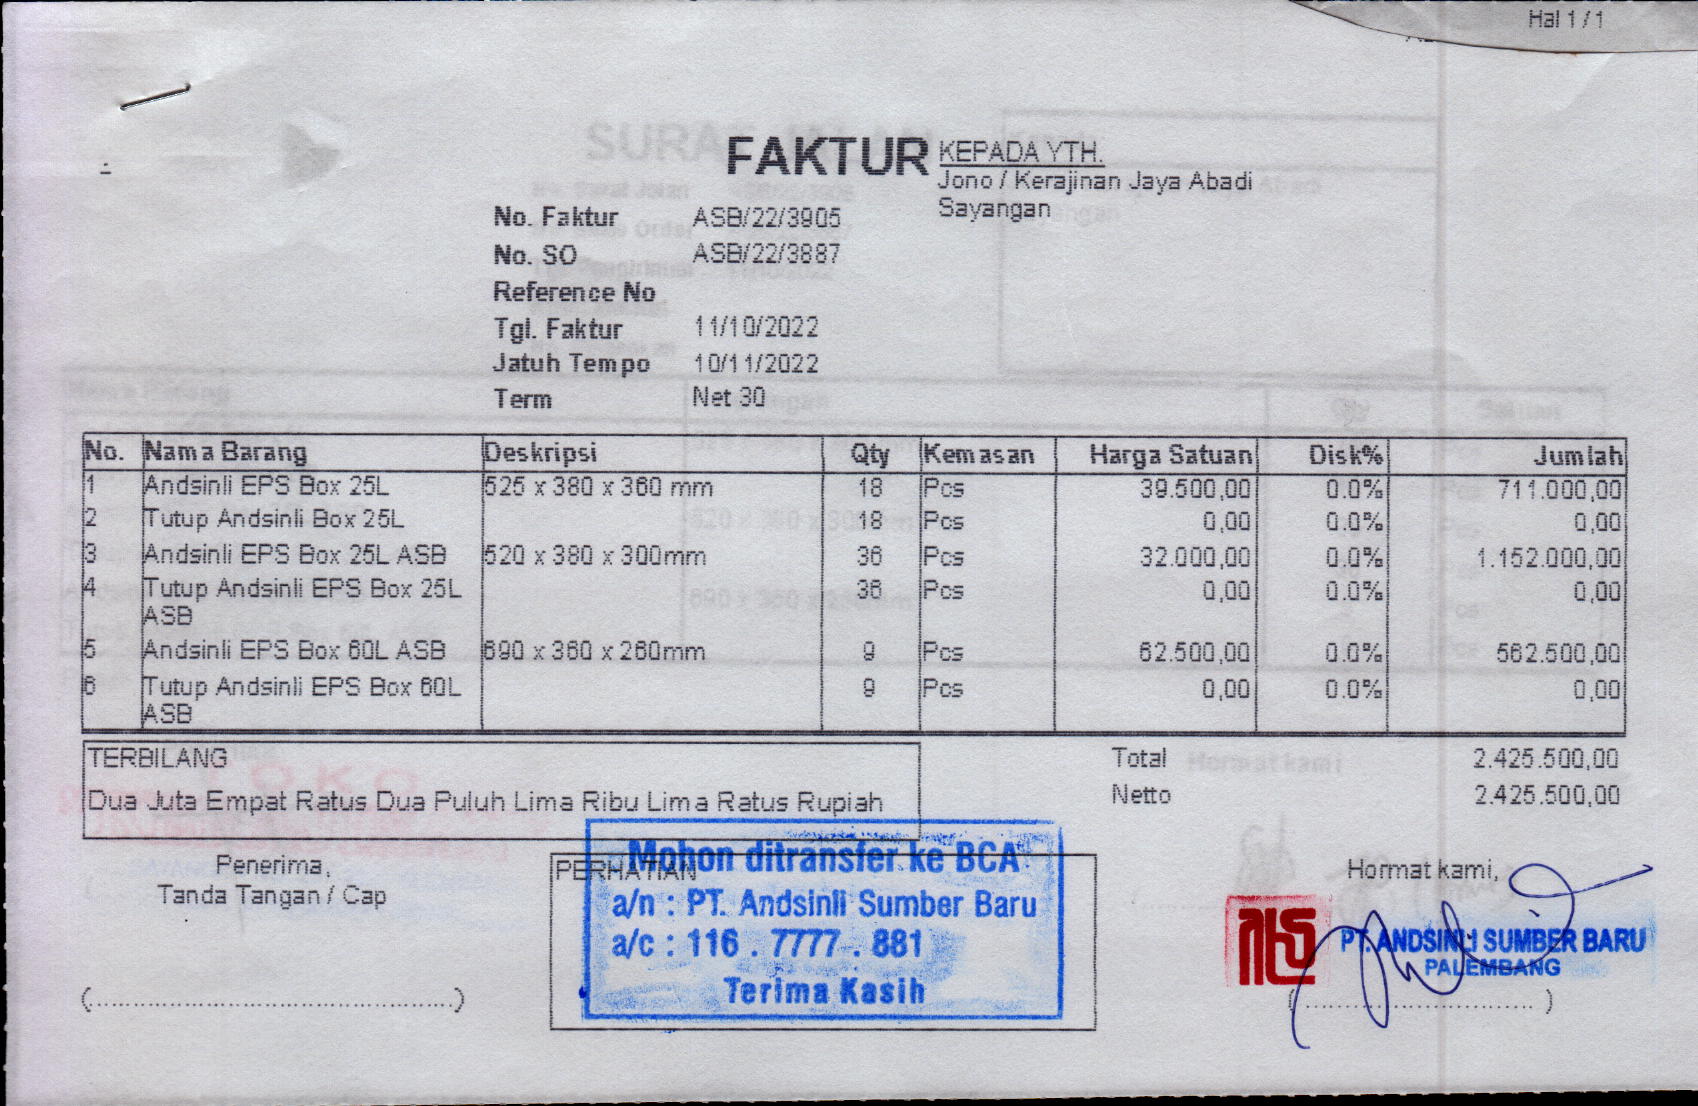 Hal 1 / 1
FAKTUR
KEPADA YTH.
Jono / Kerajinan Jaya Abadi
Sayangan
No. Faktur ASB/22/3905
No. SO ASB/22/3887
Reference No
Tgl. Faktur 11/10/2022
Jatuh Tempo 10/11/2022
Term Net 30
No. Nama Barang Deskripsi Qty Kemasan Harga Satuan Disk% Jumlah
1 Andsinli EPS Box 25L 525 x 380 x 360 mm 18 Pcs 39.500,00 0.0% 711.000,00
2 Tutup Andsinli Box 25L 18 Pcs 0,00 0.0% 0,00
3 Andsinli EPS Box 25L ASB 520 x 380 x 300mm 36 Pcs 32.000,00 0.0% 1.152.000,00
4 Tutup Andsinli EPS Box 25L 36 Pcs 0,00 0.0% 0,00
ASB
5 Andsinli EPS Box 60L ASB 690 x 360 x 260mm 9 Pcs 62.500,00 0.0% 562.500,00
6 Tutup Andsinli EPS Box 60L 9 Pcs 0,00 0.0% 0,00
ASB
TERBILANG
Dua Juta Empat Ratus Dua Puluh Lima Ribu Lima Ratus Rupiah
Total 2.425.500,00
Netto 2.425.500,00
Penerima,
Tanda Tangan / Cap
(................................................)
PERHATIAN
Mohon ditransfer ke BCA
a/n : PT. Andsinli Sumber Baru
a/c : 116 . 7777 . 881
Terima Kasih
Hormat kami,
PT. ANDSINLI SUMBER BARU
PALEMBANG
(..............................)